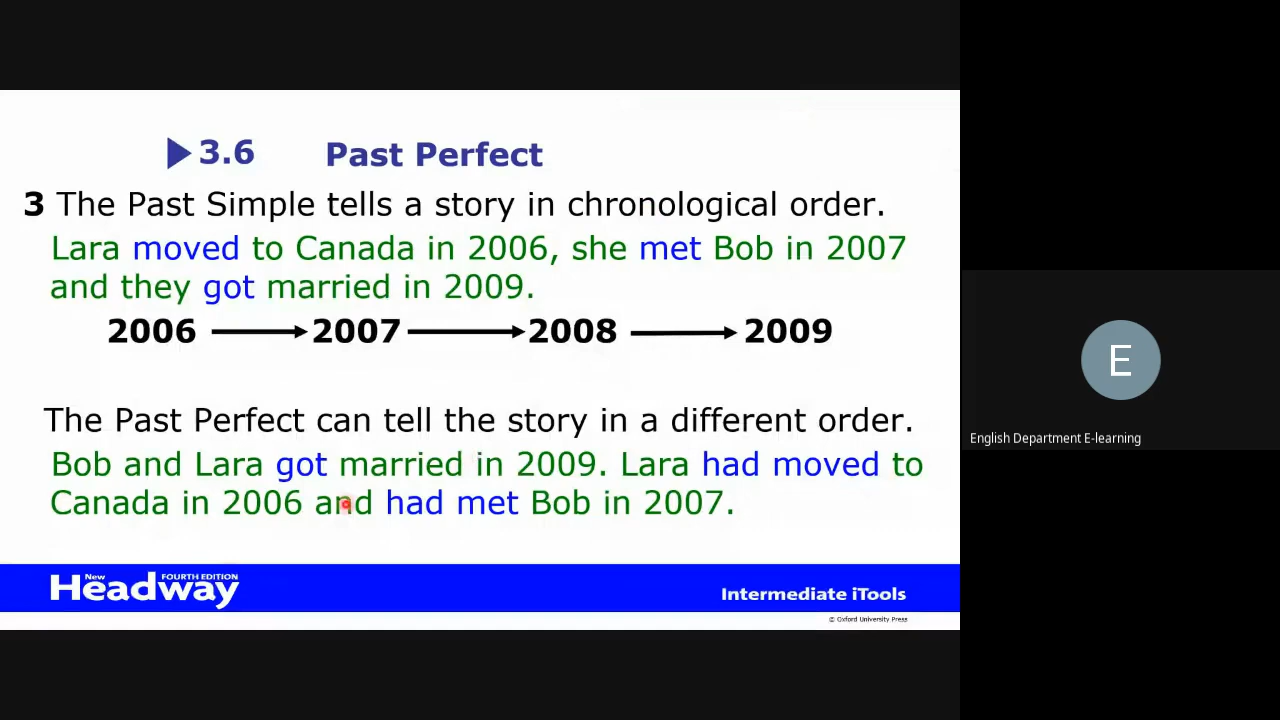 3.6 Past Perfect
3 The Past Simple tells a story in chronological order.
Lara moved to Canada in 2006, she met Bob in 2007
and they got married in 2009.
2006 2007 2008 2009
The Past Perfect can tell the story in a different order.
Bob and Lara got married in 2009. Lara had moved to
Canada in 2006 and had met Bob in 2007.
New Headway FOURTH EDITION
Intermediate iTools
© Oxford University Press
E
English Department E-learning